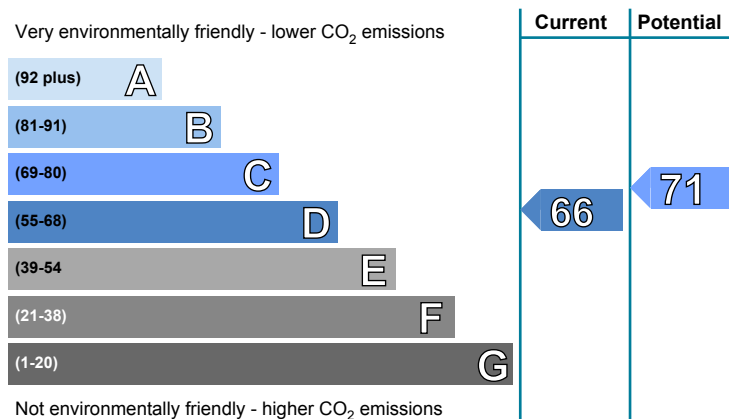 Very environmentally friendly - lower CO2 emissions
Current
Potential
(92 plus) A
(81-91) B
(69-80) C
(55-68) D
(39-54 E
(21-38) F
(1-20) G
66
71
Not environmentally friendly - higher CO2 emissions